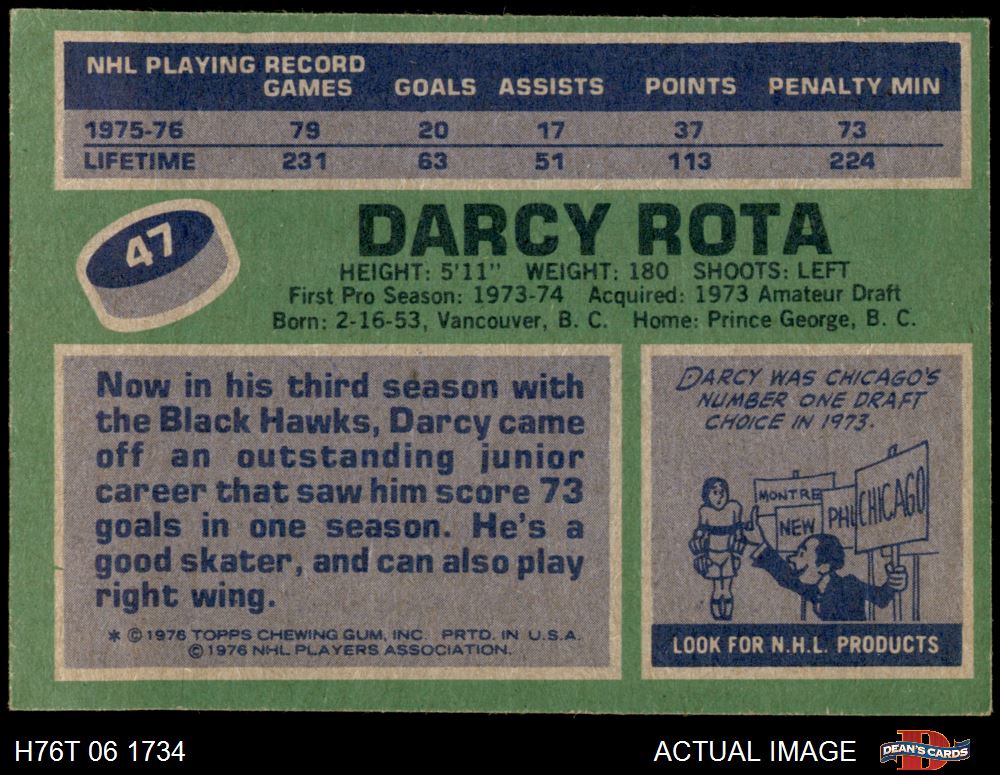 NHL PLAYING RECORD
GAMES GOALS ASSISTS POINTS PENALTY MIN
1975-76 79 20 17 37 73
LIFETIME 231 63 51 113 224
47
DARCY ROTA
HEIGHT: 5'11" WEIGHT: 180 SHOOTS: LEFT
First Pro Season: 1973-74 Acquired: 1973 Amateur Draft
Born: 2-16-53, Vancouver, B. C. Home: Prince George, B. C.
Now in his third season with
the Black Hawks, Darcy came
off an outstanding junior
career that saw him score 73
goals in one season. He's a
good skater, and can also play
right wing.
* © 1976 TOPPS CHEWING GUM, INC. PRTD. IN U.S.A.
© 1976 NHL PLAYERS ASSOCIATION.
DARCY WAS CHICAGO'S
NUMBER ONE DRAFT
CHOICE IN 1973.
MONTRE
NEW
PHI
CHICAGO
LOOK FOR N.H.L. PRODUCTS
H76T 06 1734
ACTUAL IMAGE
D
DEAN'S CARDS